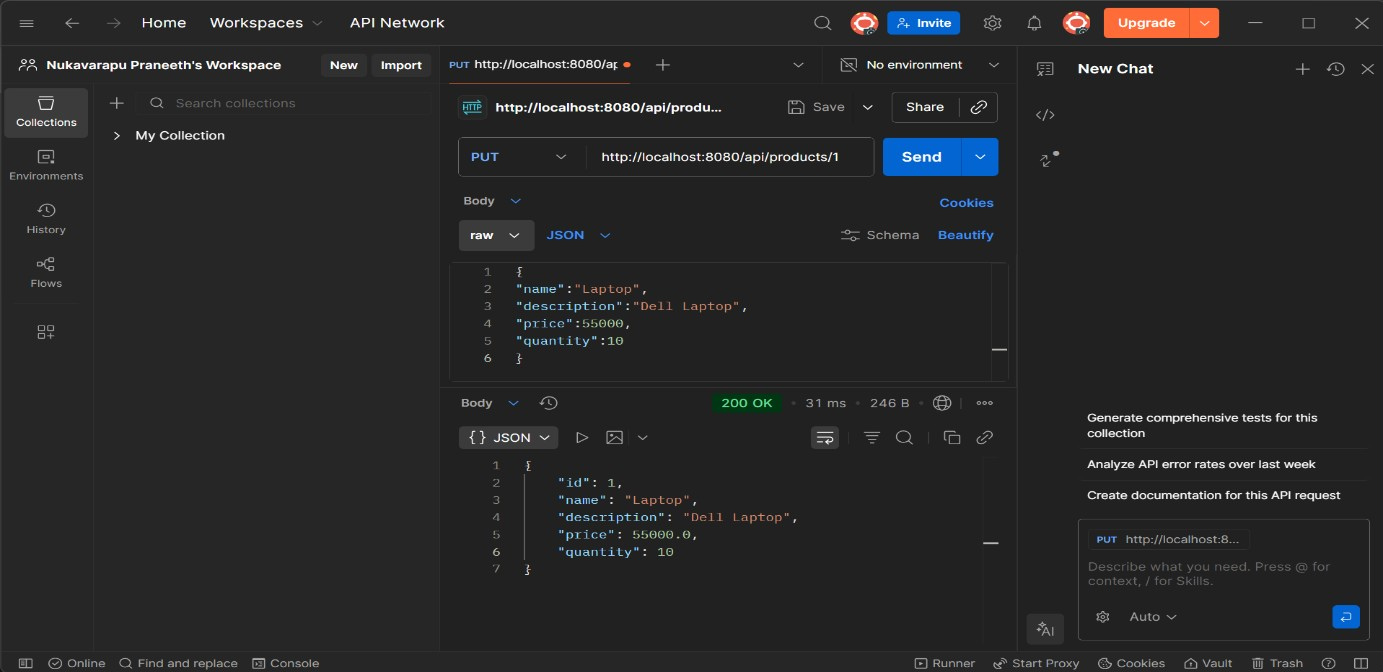 Home Workspaces API Network Invite Upgrade
Nukavarapu Praneeth's Workspace New Import
PUT http://localhost:8080/ap No environment
New Chat
Collections
Search collections
http://localhost:8080/api/produ... Save Share
My Collection
PUT http://localhost:8080/api/products/1 Send
Environments
Body Cookies
History
raw JSON Schema Beautify
Flows
1 {
2 "name":"Laptop",
3 "description":"Dell Laptop",
4 "price":55000,
5 "quantity":10
6 }
Body 200 OK 31 ms 246 B
{} JSON
1 {
2 "id": 1,
3 "name": "Laptop",
4 "description": "Dell Laptop",
5 "price": 55000.0,
6 "quantity": 10
7 }
Generate comprehensive tests for this
collection
Analyze API error rates over last week
Create documentation for this API request
PUT http://localhost:8...
Describe what you need. Press @ for
context, / for Skills.
Auto
AI
Online Find and replace Console Runner Start Proxy Cookies Vault Trash